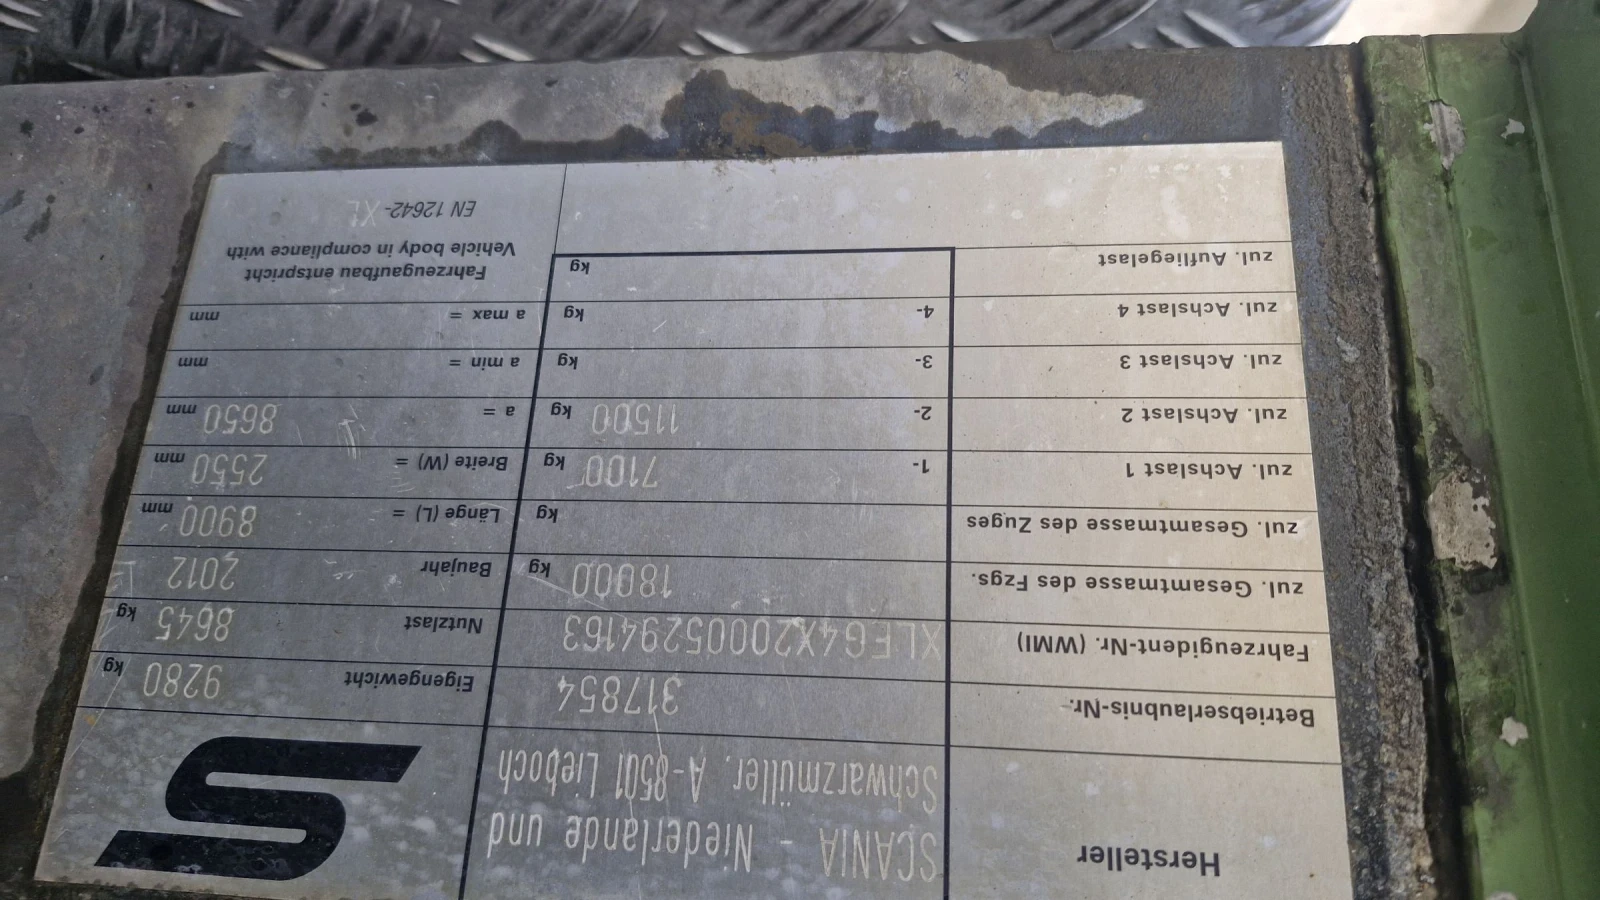 Hersteller
SCANIA - Niederlande und
Schwarzmüller, A-8501 Lieboch
S
Betriebserlaubnis-Nr. 317854
Eigengewicht 9280 kg
Fahrzeugident-Nr. (WMI) XLEG4X20005294163
Nutzlast 8645 kg
zul. Gesamtmasse des Fzgs. 18000 kg
Baujahr 2012
zul. Gesamtmasse des Zuges kg
Länge (L) = 8900 mm
zul. Achslast 1 1- 7100 kg
Breite (W) = 2550 mm
zul. Achslast 2 2- 11500 kg
a = 8650 mm
zul. Achslast 3 3- kg
a min = mm
zul. Achslast 4 4- kg
a max = mm
zul. Aufliegelast kg
Fahrzeugaufbau entspricht
Vehicle body in compliance with
EN 12642-XL